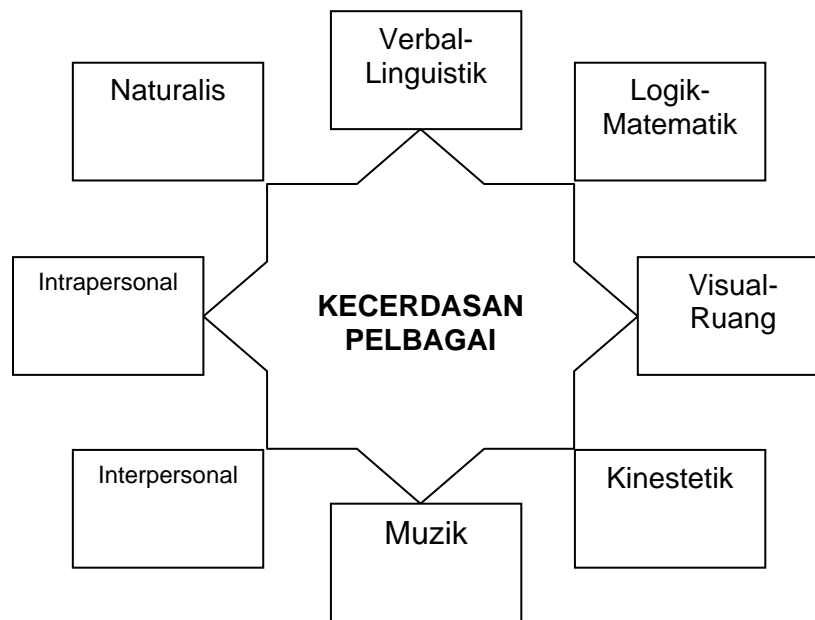 Verbal-
Linguistik
Naturalis
Logik-
Matematik
Intrapersonal
KECERDASAN
PELBAGAI
Visual-
Ruang
Interpersonal
Kinestetik
Muzik